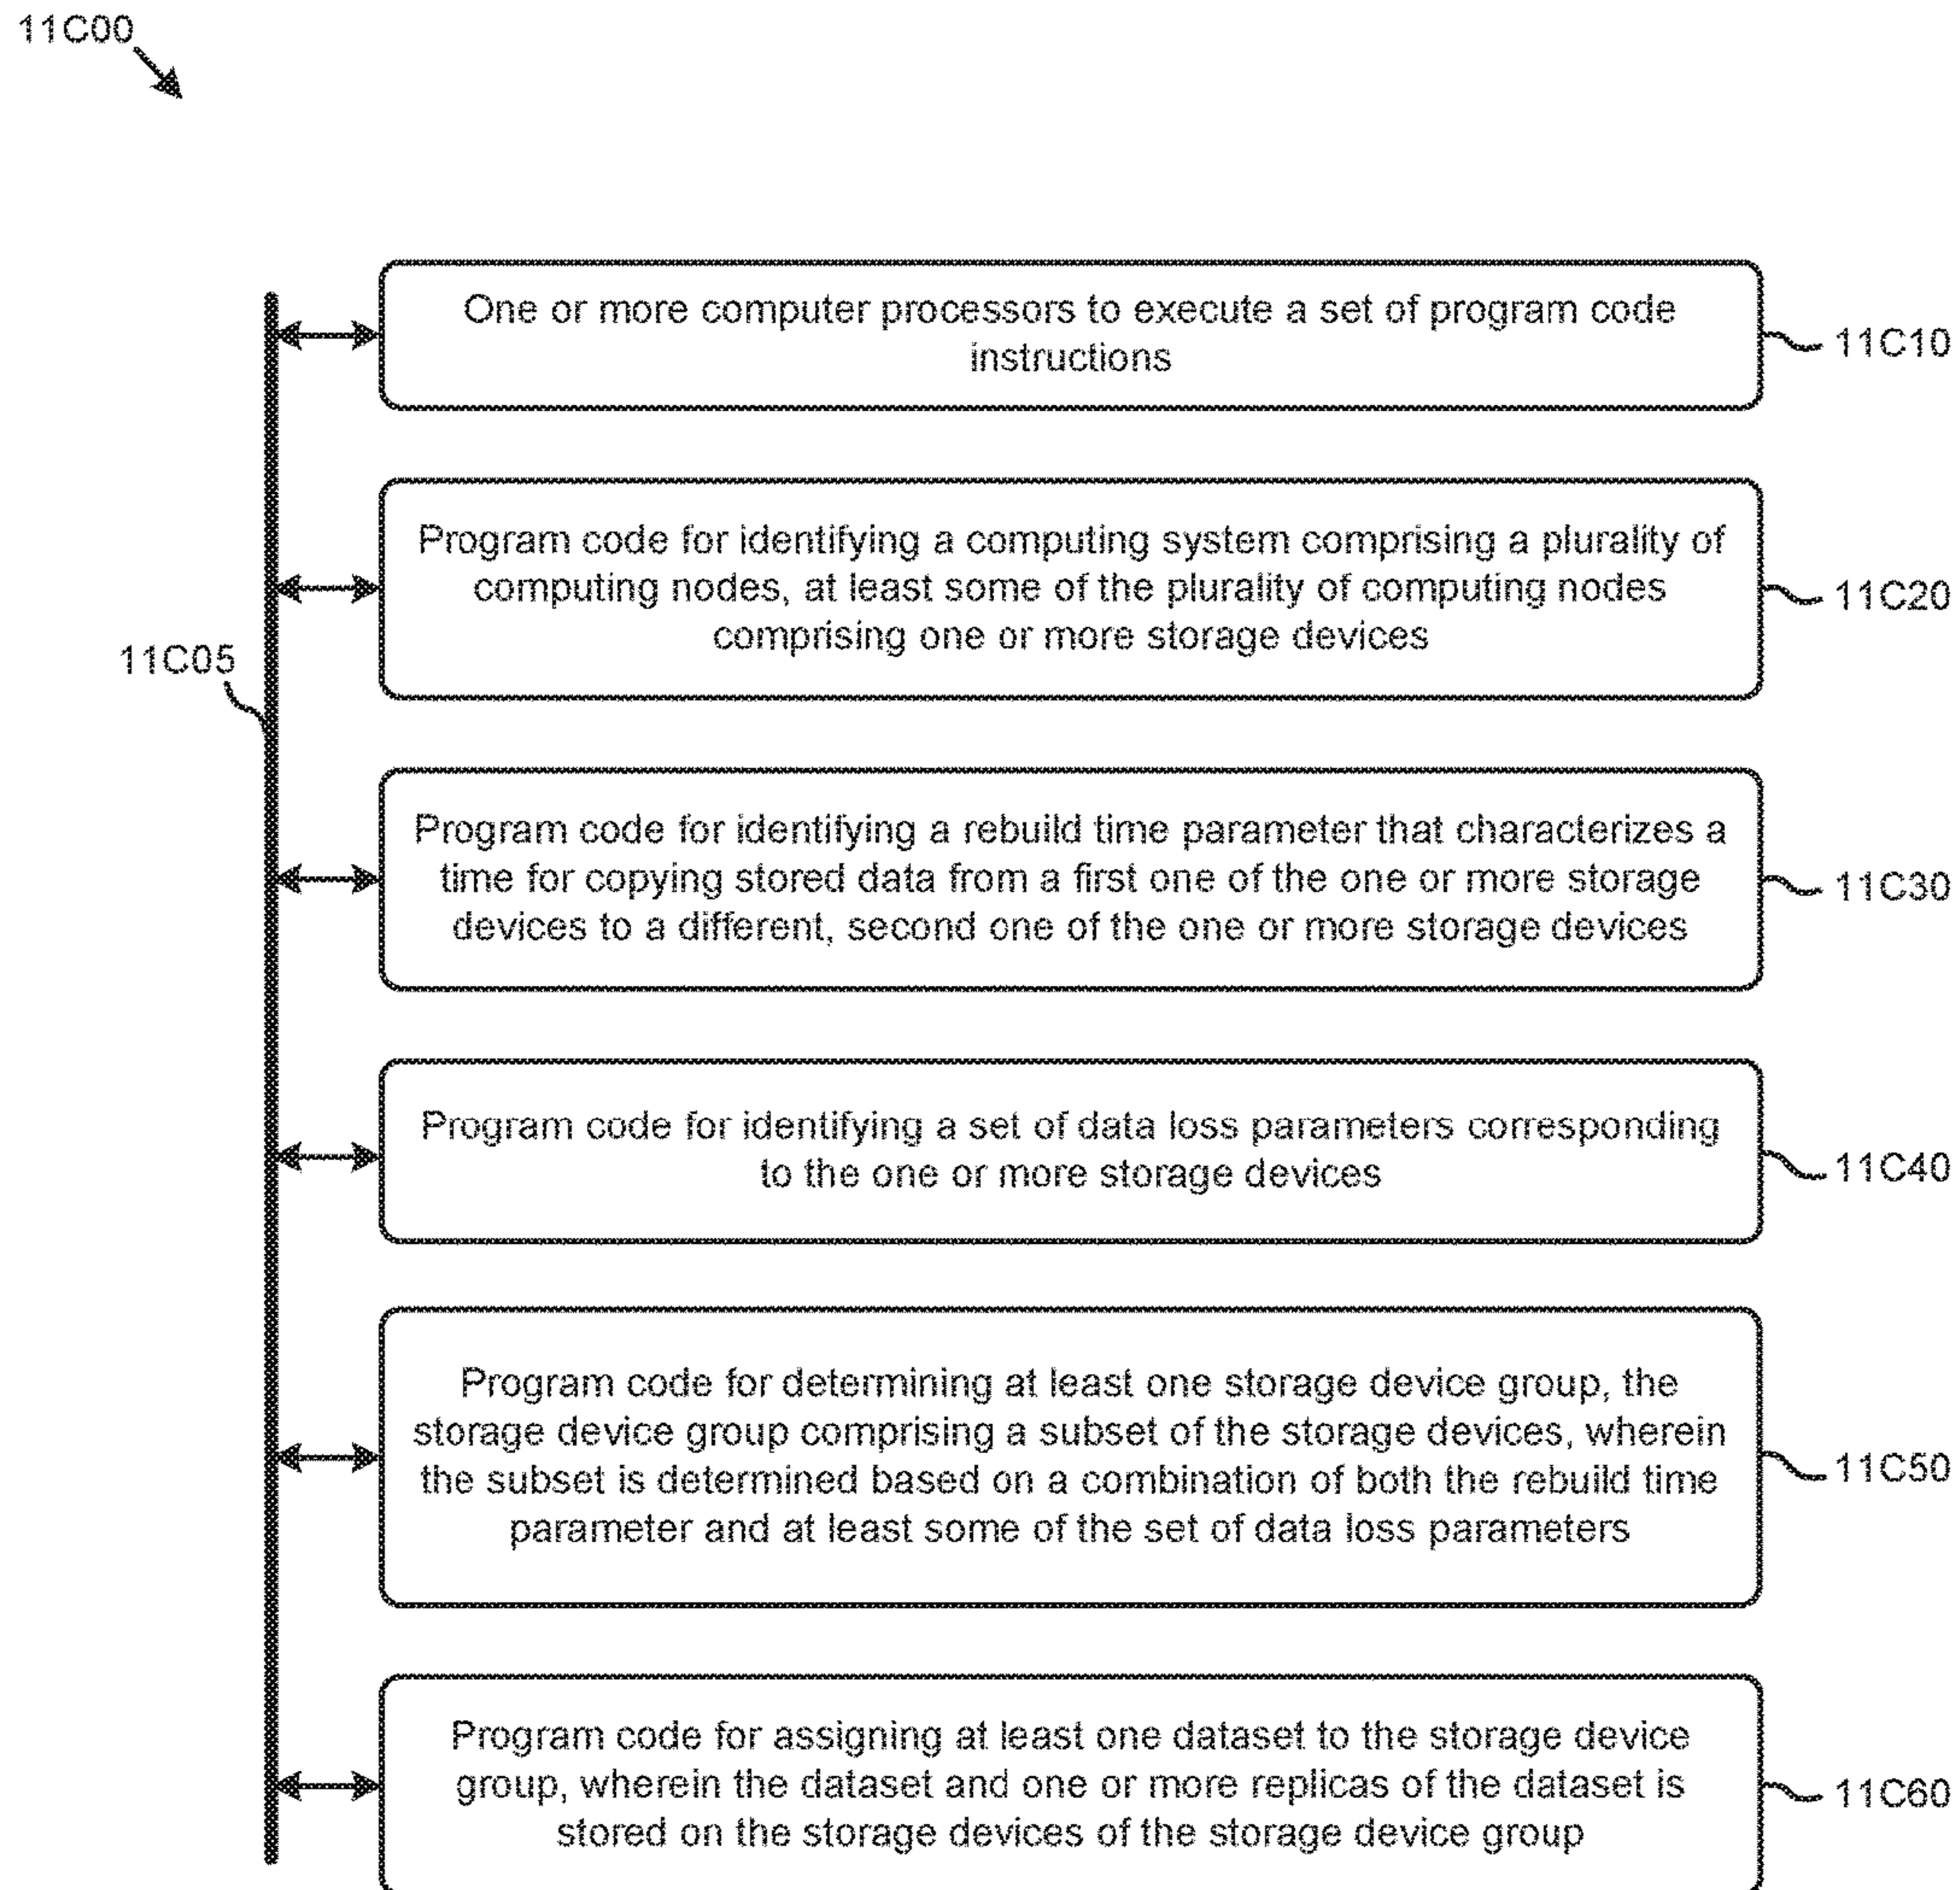 11C00
One or more computer processors to execute a set of program code
instructions
11C10
Program code for identifying a computing system comprising a plurality of
computing nodes, at least some of the plurality of computing nodes
comprising one or more storage devices
11C20
11C05
Program code for identifying a rebuild time parameter that characterizes a
time for copying stored data from a first one of the one or more storage
devices to a different, second one of the one or more storage devices
11C30
Program code for identifying a set of data loss parameters corresponding
to the one or more storage devices
11C40
Program code for determining at least one storage device group, the
storage device group comprising a subset of the storage devices, wherein
the subset is determined based on a combination of both the rebuild time
parameter and at least some of the set of data loss parameters
11C50
Program code for assigning at least one dataset to the storage device
group, wherein the dataset and one or more replicas of the dataset is
stored on the storage devices of the storage device group
11C60